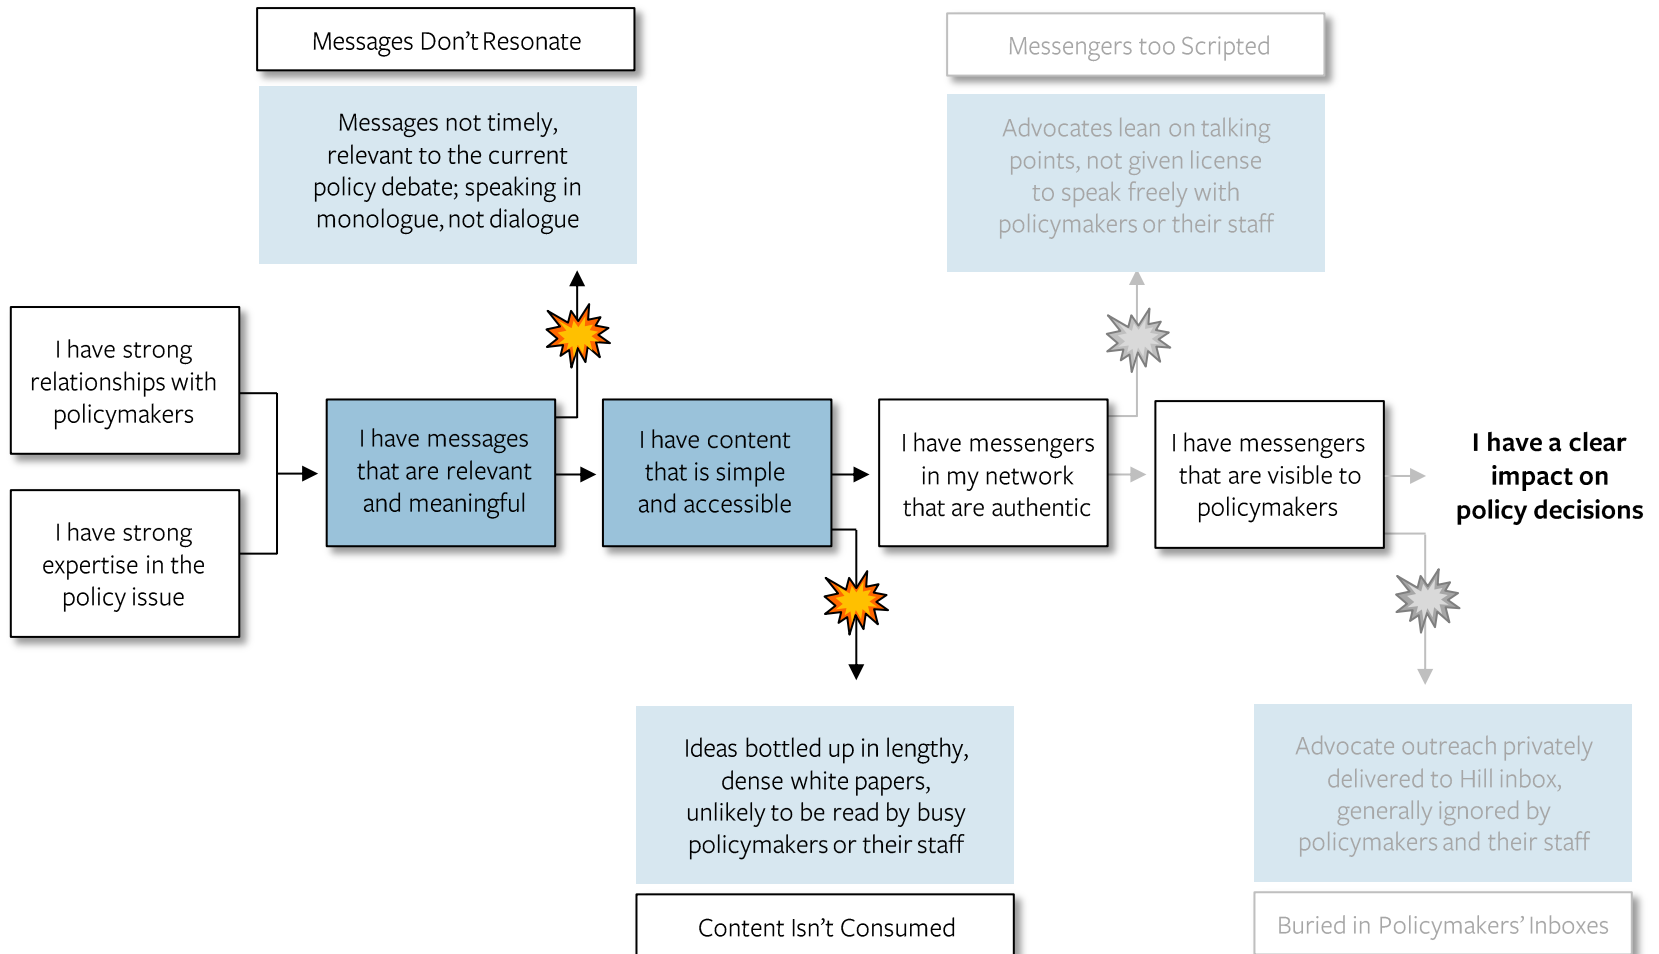 Messages Don't Resonate
Messages not timely,
relevant to the current
policy debate; speaking in
monologue, not dialogue
Messengers too Scripted
Advocates lean on talking
points, not given license
to speak freely with
policymakers or their staff
I have strong
relationships with
policymakers
I have strong
expertise in the
policy issue
I have messages
that are relevant
and meaningful
I have content
that is simple
and accessible
I have messengers
in my network
that are authentic
I have messengers
that are visible to
policymakers
I have a clear
impact on
policy decisions
Ideas bottled up in lengthy,
dense white papers,
unlikely to be read by busy
policymakers or their staff
Content Isn't Consumed
Advocate outreach privately
delivered to Hill inbox,
generally ignored by
policymakers and their staff
Buried in Policymakers' Inboxes